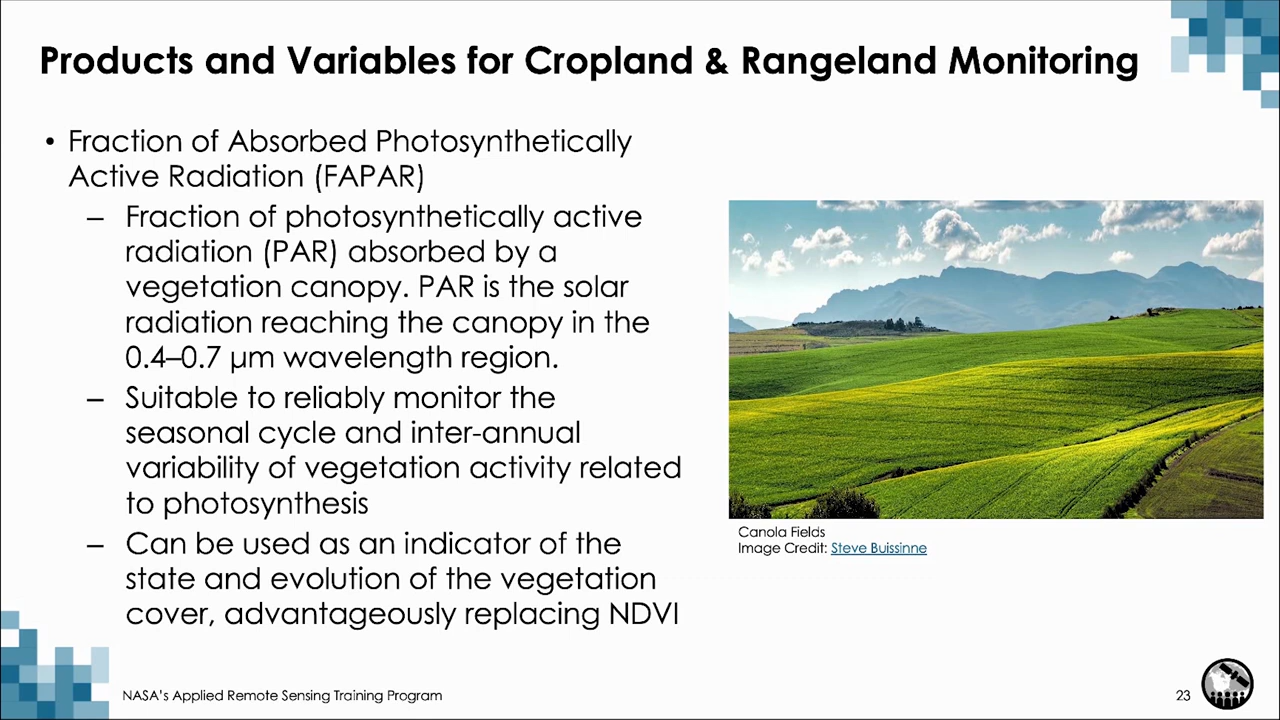 Products and Variables for Cropland & Rangeland Monitoring
• Fraction of Absorbed Photosynthetically
Active Radiation (FAPAR)
– Fraction of photosynthetically active
radiation (PAR) absorbed by a
vegetation canopy. PAR is the solar
radiation reaching the canopy in the
0.4–0.7 µm wavelength region.
– Suitable to reliably monitor the
seasonal cycle and inter-annual
variability of vegetation activity related
to photosynthesis
– Can be used as an indicator of the
state and evolution of the vegetation
cover, advantageously replacing NDVI
Canola Fields
Image Credit: Steve Buissinne
NASA's Applied Remote Sensing Training Program
23